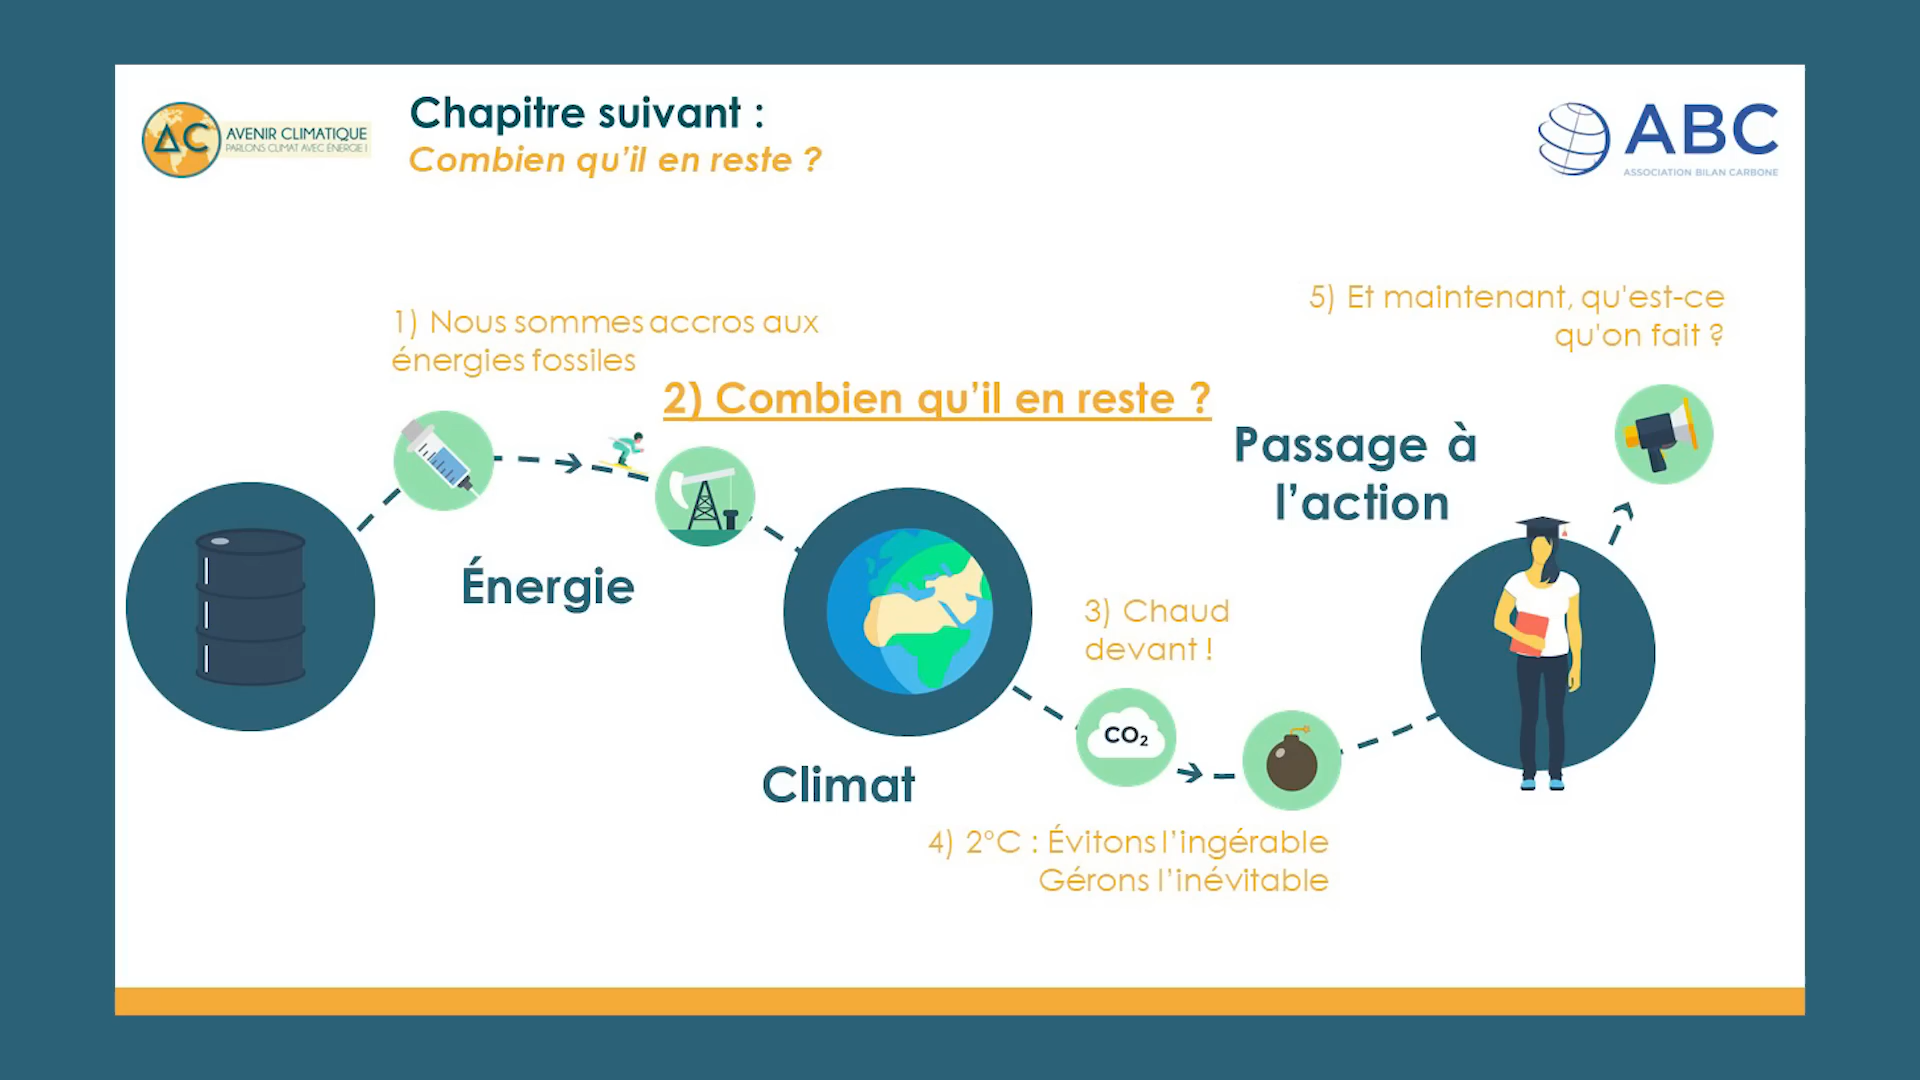 AC
AVENIR CLIMATIQUE
PARLONS CLIMAT AVEC ÉNERGIE !
Chapitre suivant :
Combien qu'il en reste ?
ABC
ASSOCIATION BILAN CARBONE
1) Nous sommes accros aux
énergies fossiles
2) Combien qu'il en reste ?
5) Et maintenant, qu'est-ce
qu'on fait ?
Passage à
l'action
Énergie
3) Chaud
devant !
CO₂
Climat
4) 2°C : Évitons l'ingérable
Gérons l'inévitable